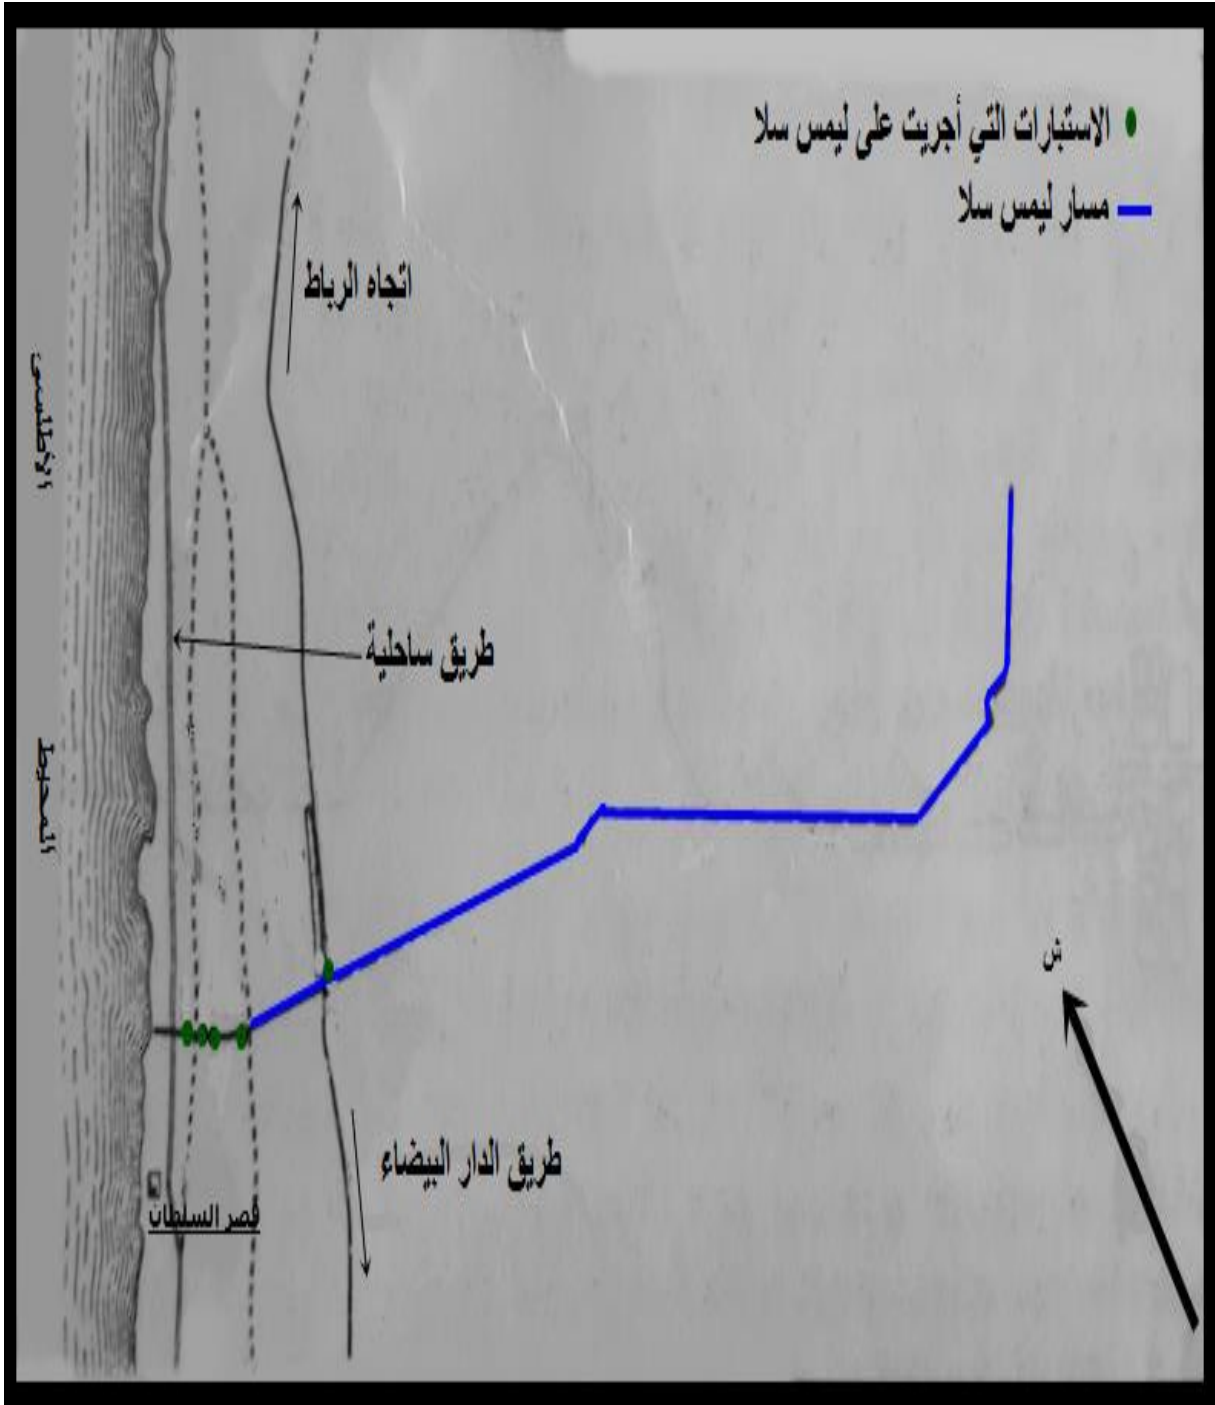 الاستبارات التي أجريت على ليمس سلا
مسار ليمس سلا
اتجاه الرباط
الاطلسي
طريق ساحلية
المحيط
ش
طريق الدار البيضاء
قصر السلطان